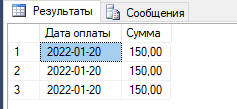 Результаты Сообщения
Дата оплаты Сумма
1 2022-01-20 150,00
2 2022-01-20 150,00
3 2022-01-20 150,00